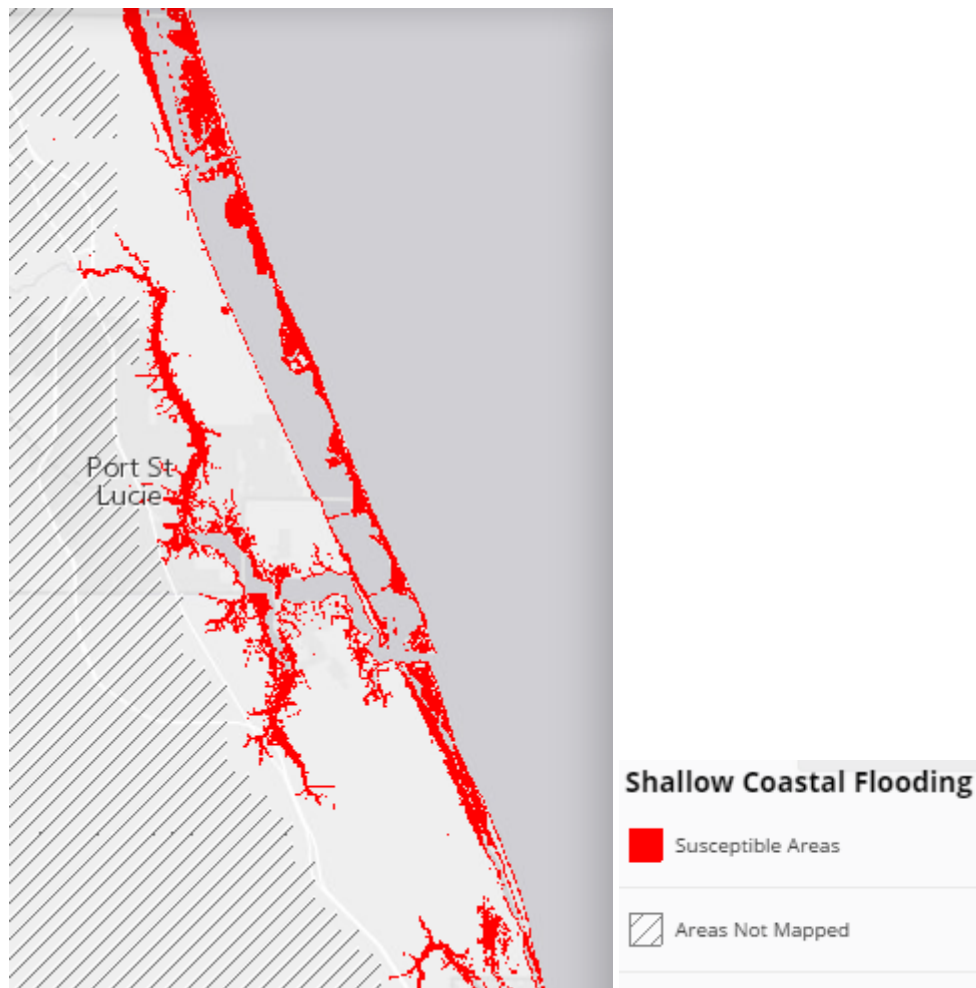 Port St
Lucie
Shallow Coastal Flooding
Susceptible Areas
Areas Not Mapped